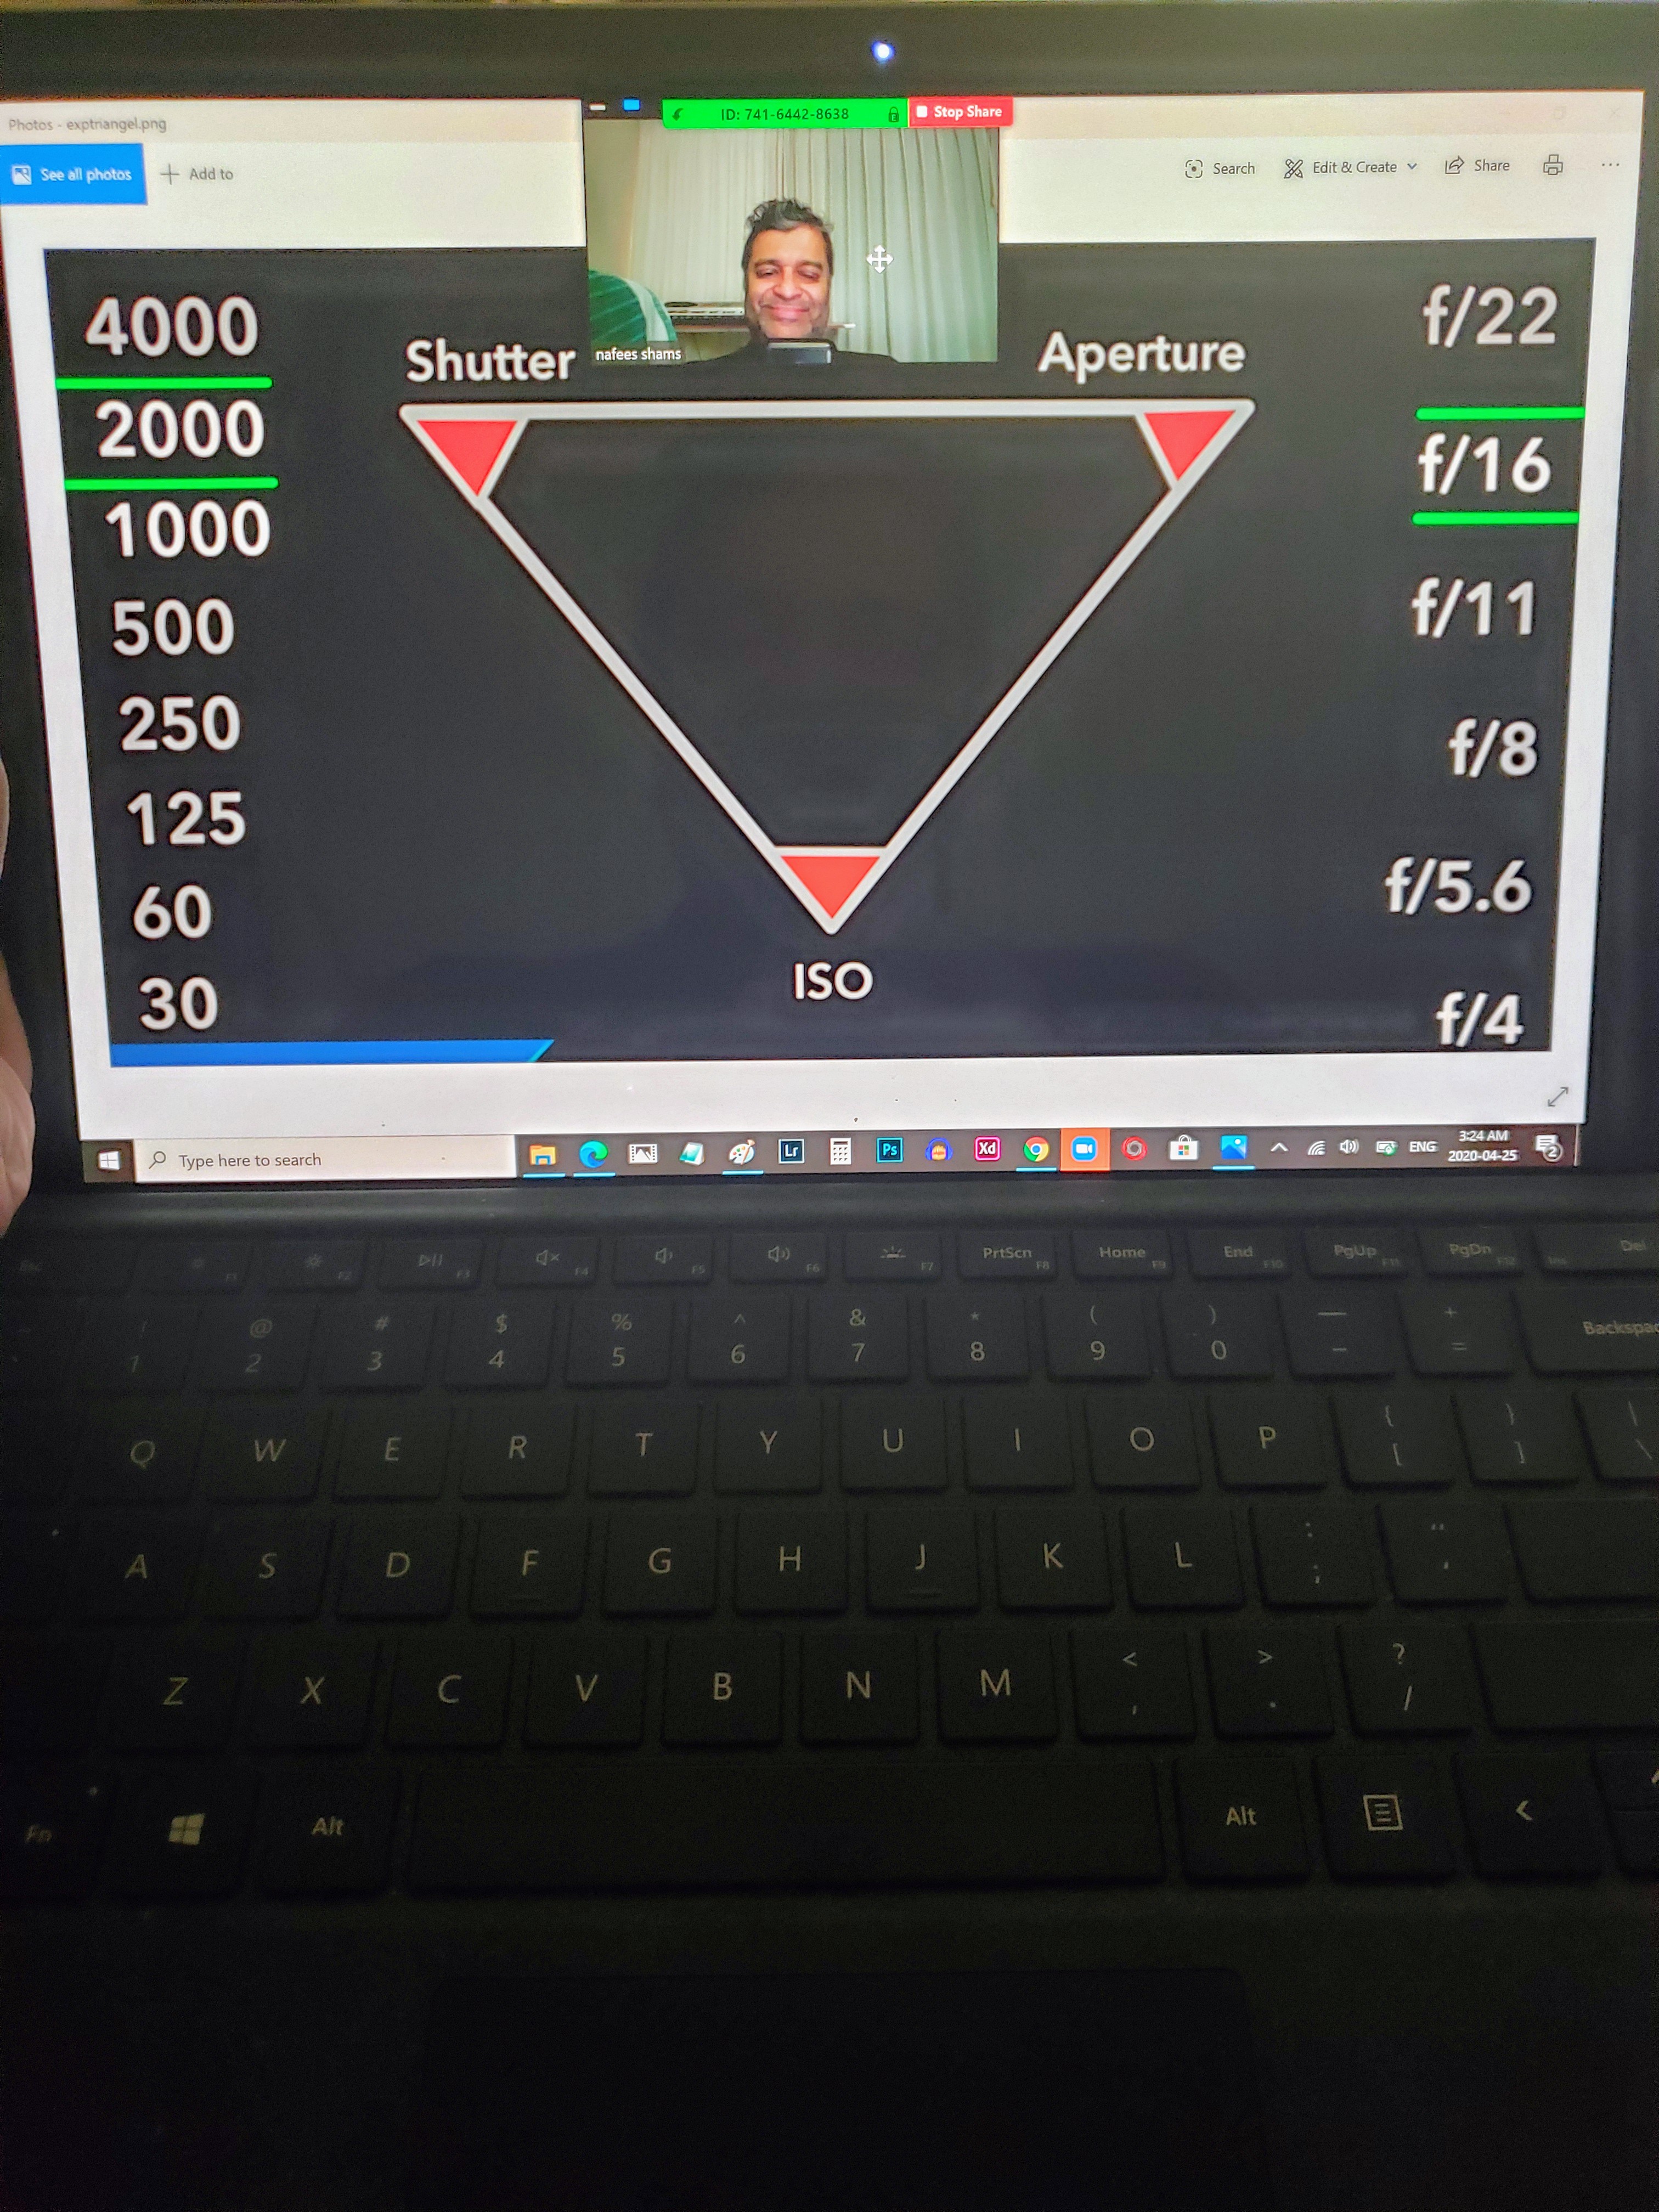 Photos - exptriangel.png
ID: 741-6442-8638
Stop Share
See all photos
Add to
Search
Edit & Create
Share
nafees shams
4000
2000
1000
500
250
125
60
30
Shutter
Aperture
ISO
f/22
f/16
f/11
f/8
f/5.6
f/4
Type here to search
Lr
Ps
Xd
ENG
3:24 AM
2020-04-25
2
Esc F1 F2 F3 F4 F5 F6 F7 PrtScn F8 Home F9 End F10 PgUp F11 PgDn F12 Ins Del
! @ # $ % ^ & * ( ) — +
1 2 3 4 5 6 7 8 9 0 - = Backspac
Q W E R T Y U I O P { [ } ] | \
A S D F G H J K L : ; " '
Z X C V B N M < , > . ? /
Fn Alt Alt